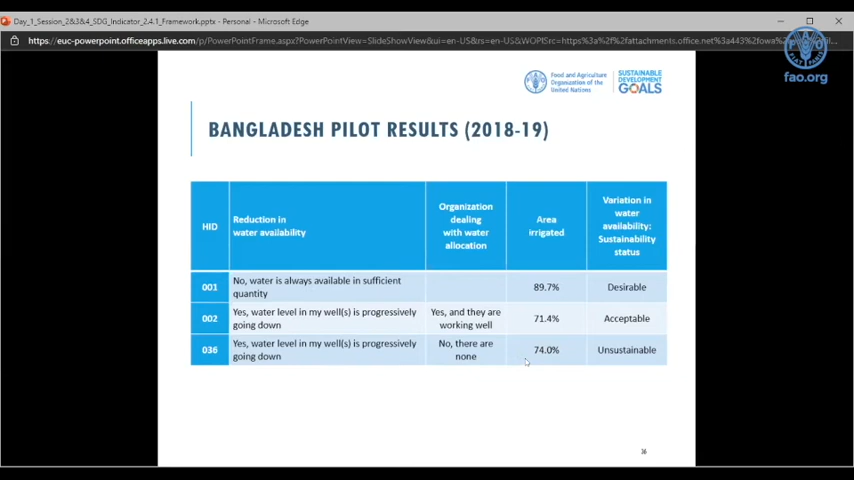 Day_1_Session_2&3&4_SDG_Indicator_2.4.1_Framework.pptx - Personal - Microsoft Edge
https://euc-powerpoint.officeapps.live.com/p/PowerPointFrame.aspx?PowerPointView=SlideShowView&ui=en-US&rs=en-US&WOPISrc=https%3a%2f%2fattachments.office.net%3a443%2fowa%
fao.org
Food and Agriculture
Organization of the
United Nations
SUSTAINABLE
DEVELOPMENT
GOALS
BANGLADESH PILOT RESULTS (2018-19)
HID
Reduction in
water availability
Organization
dealing
with water
allocation
Area
irrigated
Variation in
water
availability:
Sustainability
status
001
No, water is always available in sufficient
quantity
89.7%
Desirable
002
Yes, water level in my well(s) is progressively
going down
Yes, and they are
working well
71.4%
Acceptable
036
Yes, water level in my well(s) is progressively
going down
No, there are
none
74.0%
Unsustainable
36